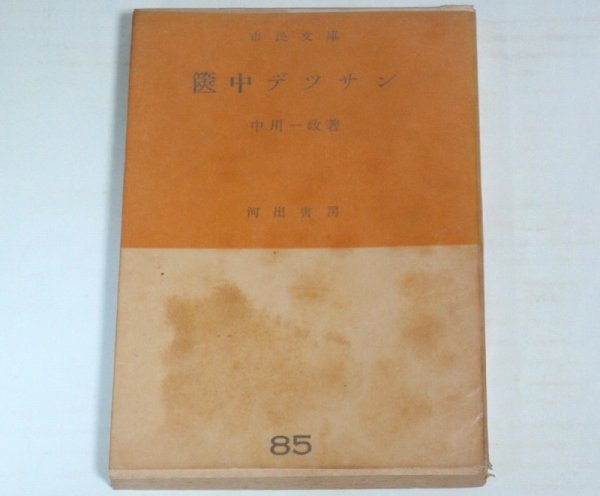 市民文庫
篋中デツサン
中川一政著
河出書房
85